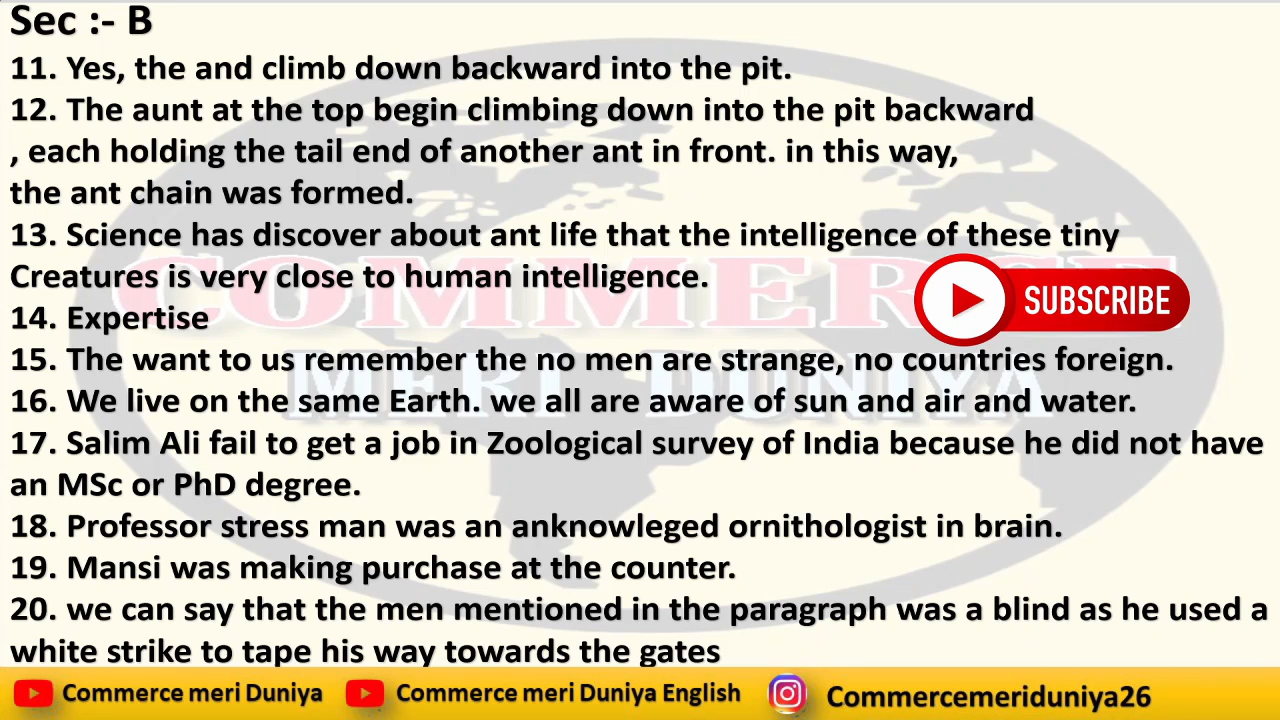 Sec :- B
11. Yes, the and climb down backward into the pit.
12. The aunt at the top begin climbing down into the pit backward
, each holding the tail end of another ant in front. in this way,
the ant chain was formed.
13. Science has discover about ant life that the intelligence of these tiny
Creatures is very close to human intelligence.
14. Expertise
15. The want to us remember the no men are strange, no countries foreign.
16. We live on the same Earth. we all are aware of sun and air and water.
17. Salim Ali fail to get a job in Zoological survey of India because he did not have
an MSc or PhD degree.
18. Professor stress man was an anknowleged ornithologist in brain.
19. Mansi was making purchase at the counter.
20. we can say that the men mentioned in the paragraph was a blind as he used a
white strike to tape his way towards the gates
COMMERCE
MERI DUNIYA
SUBSCRIBE
Commerce meri Duniya
Commerce meri Duniya English
Commercemeriduniya26